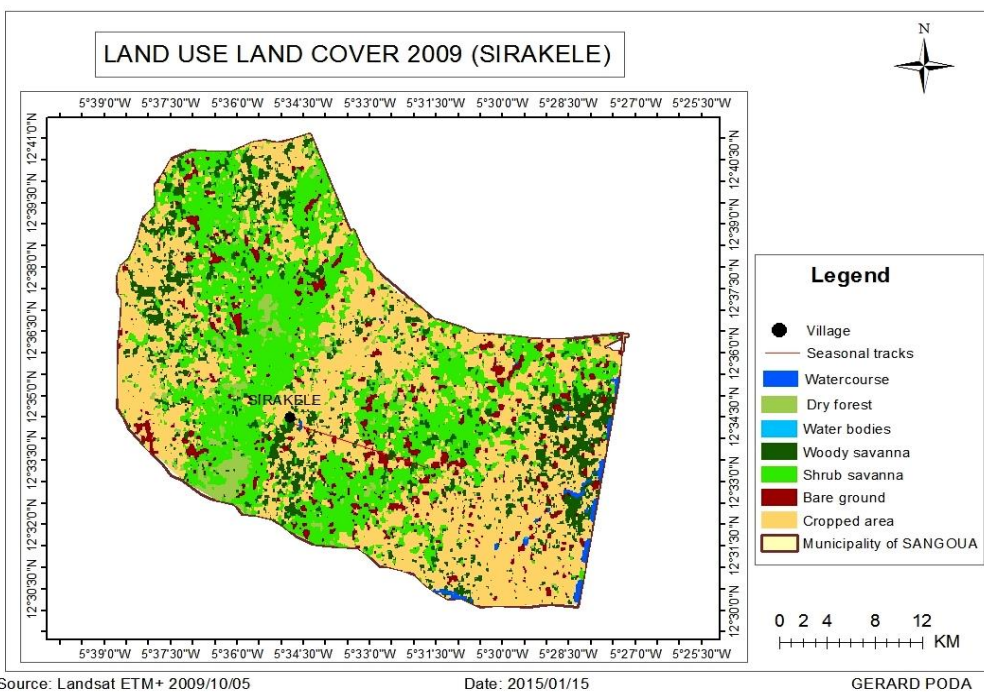 LAND USE LAND COVER 2009 (SIRAKELE)
N
5°39'0"W 5°37'30"W 5°36'0"W 5°34'30"W 5°33'0"W 5°31'30"W 5°30'0"W 5°28'30"W 5°27'0"W 5°25'30"W
12°41'0"N
12°39'30"N
12°38'0"N
12°36'30"N
12°35'0"N
12°33'30"N
12°32'0"N
12°30'30"N
SIRAKELE
12°40'30"N
12°39'0"N
12°37'30"N
12°36'0"N
12°34'30"N
12°33'0"N
12°31'30"N
12°30'0"N
5°39'0"W 5°37'30"W 5°36'0"W 5°34'30"W 5°33'0"W 5°31'30"W 5°30'0"W 5°28'30"W 5°27'0"W 5°25'30"W
Legend
Village
Seasonal tracks
Watercourse
Dry forest
Water bodies
Woody savanna
Shrub savanna
Bare ground
Cropped area
Municipality of SANGOUA
0 2 4 8 12
KM
Source: Landsat ETM+ 2009/10/05 Date: 2015/01/15 GERARD PODA